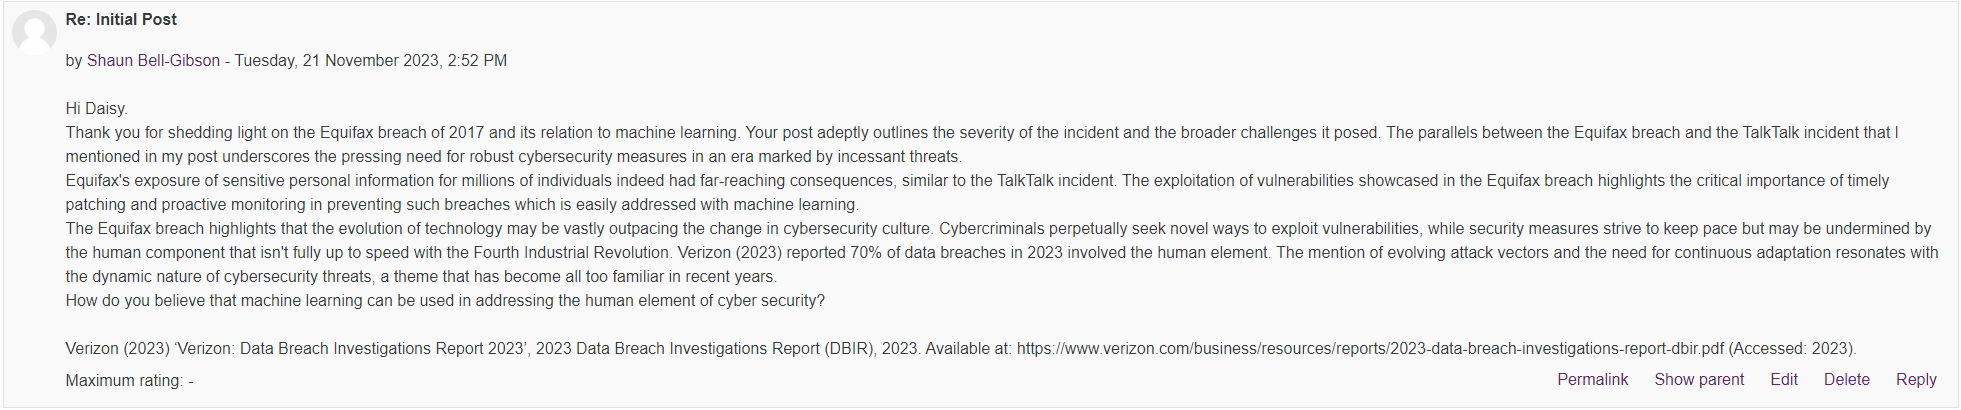 Re: Initial Post
by Shaun Bell-Gibson - Tuesday, 21 November 2023, 2:52 PM
Hi Daisy.
Thank you for shedding light on the Equifax breach of 2017 and its relation to machine learning. Your post adeptly outlines the severity of the incident and the broader challenges it posed. The parallels between the Equifax breach and the TalkTalk incident that I
mentioned in my post underscores the pressing need for robust cybersecurity measures in an era marked by incessant threats.
Equifax's exposure of sensitive personal information for millions of individuals indeed had far-reaching consequences, similar to the TalkTalk incident. The exploitation of vulnerabilities showcased in the Equifax breach highlights the critical importance of timely
patching and proactive monitoring in preventing such breaches which is easily addressed with machine learning.
The Equifax breach highlights that the evolution of technology may be vastly outpacing the change in cybersecurity culture. Cybercriminals perpetually seek novel ways to exploit vulnerabilities, while security measures strive to keep pace but may be undermined by
the human component that isn't fully up to speed with the Fourth Industrial Revolution. Verizon (2023) reported 70% of data breaches in 2023 involved the human element. The mention of evolving attack vectors and the need for continuous adaptation resonates with
the dynamic nature of cybersecurity threats, a theme that has become all too familiar in recent years.
How do you believe that machine learning can be used in addressing the human element of cyber security?
Verizon (2023) ‘Verizon: Data Breach Investigations Report 2023’, 2023 Data Breach Investigations Report (DBIR), 2023. Available at: https://www.verizon.com/business/resources/reports/2023-data-breach-investigations-report-dbir.pdf (Accessed: 2023).
Maximum rating: - Permalink Show parent Edit Delete Reply